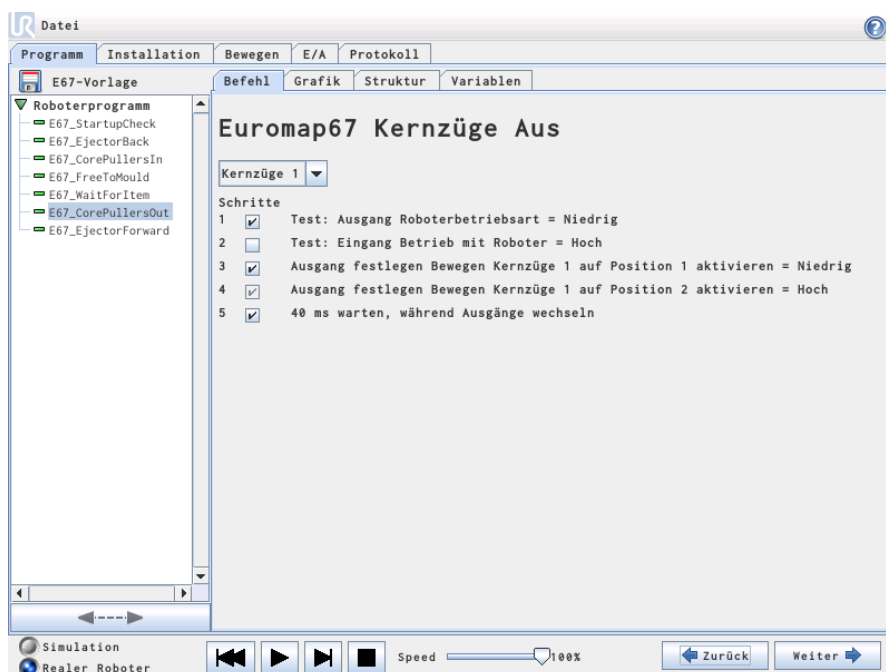 UR Datei
Programm Installation Bewegen E/A Protokoll
E67-Vorlage Befehl Grafik Struktur Variablen
Roboterprogramm
E67_StartupCheck
E67_EjectorBack
E67_CorePullersIn
E67_FreeToMould
E67_WaitForItem
E67_CorePullersOut
E67_EjectorForward
Euromap67 Kernzüge Aus
Kernzüge 1
Schritte
1 Test: Ausgang Roboterbetriebsart = Niedrig
2 Test: Eingang Betrieb mit Roboter = Hoch
3 Ausgang festlegen Bewegen Kernzüge 1 auf Position 1 aktivieren = Niedrig
4 Ausgang festlegen Bewegen Kernzüge 1 auf Position 2 aktivieren = Hoch
5 40 ms warten, während Ausgänge wechseln
Simulation
Realer Roboter
Speed 100%
Zurück Weiter